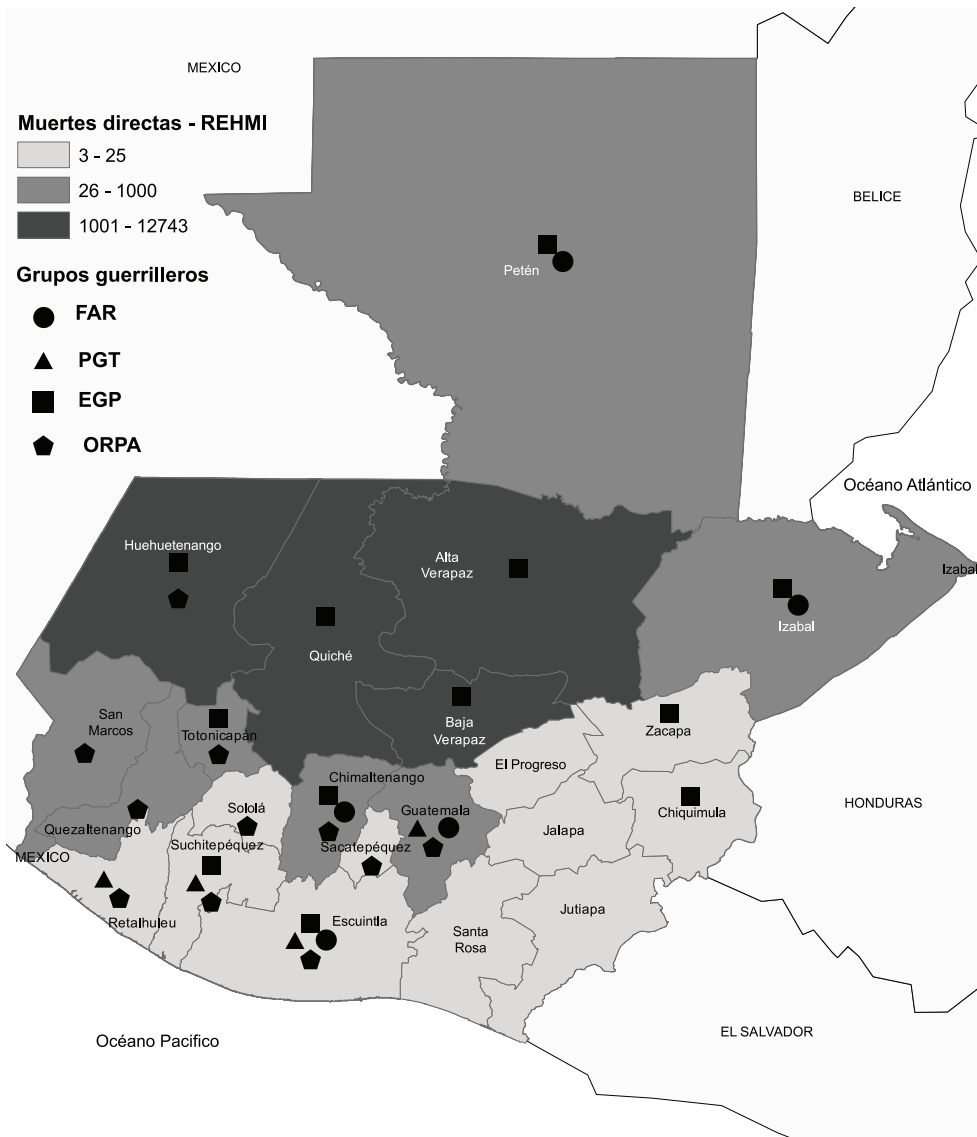 MEXICO
Muertes directas - REHMI
3 - 25
26 - 1000
1001 - 12743
Grupos guerrilleros
FAR
PGT
EGP
ORPA
BELICE
Petén
Océano Atlántico
Huehuetenango
Alta
Verapaz
Izabal
Izabal
Quiché
San
Marcos
Totonicapán
Baja
Verapaz
Zacapa
El Progreso
Chimaltenango
Chiquimula
HONDURAS
Sololá
Guatemala
Quezaltenango
Jalapa
Suchitepéquez
Sacatepéquez
MEXICO
Retalhuleu
Escuintla
Jutiapa
Santa
Rosa
EL SALVADOR
Océano Pacifico